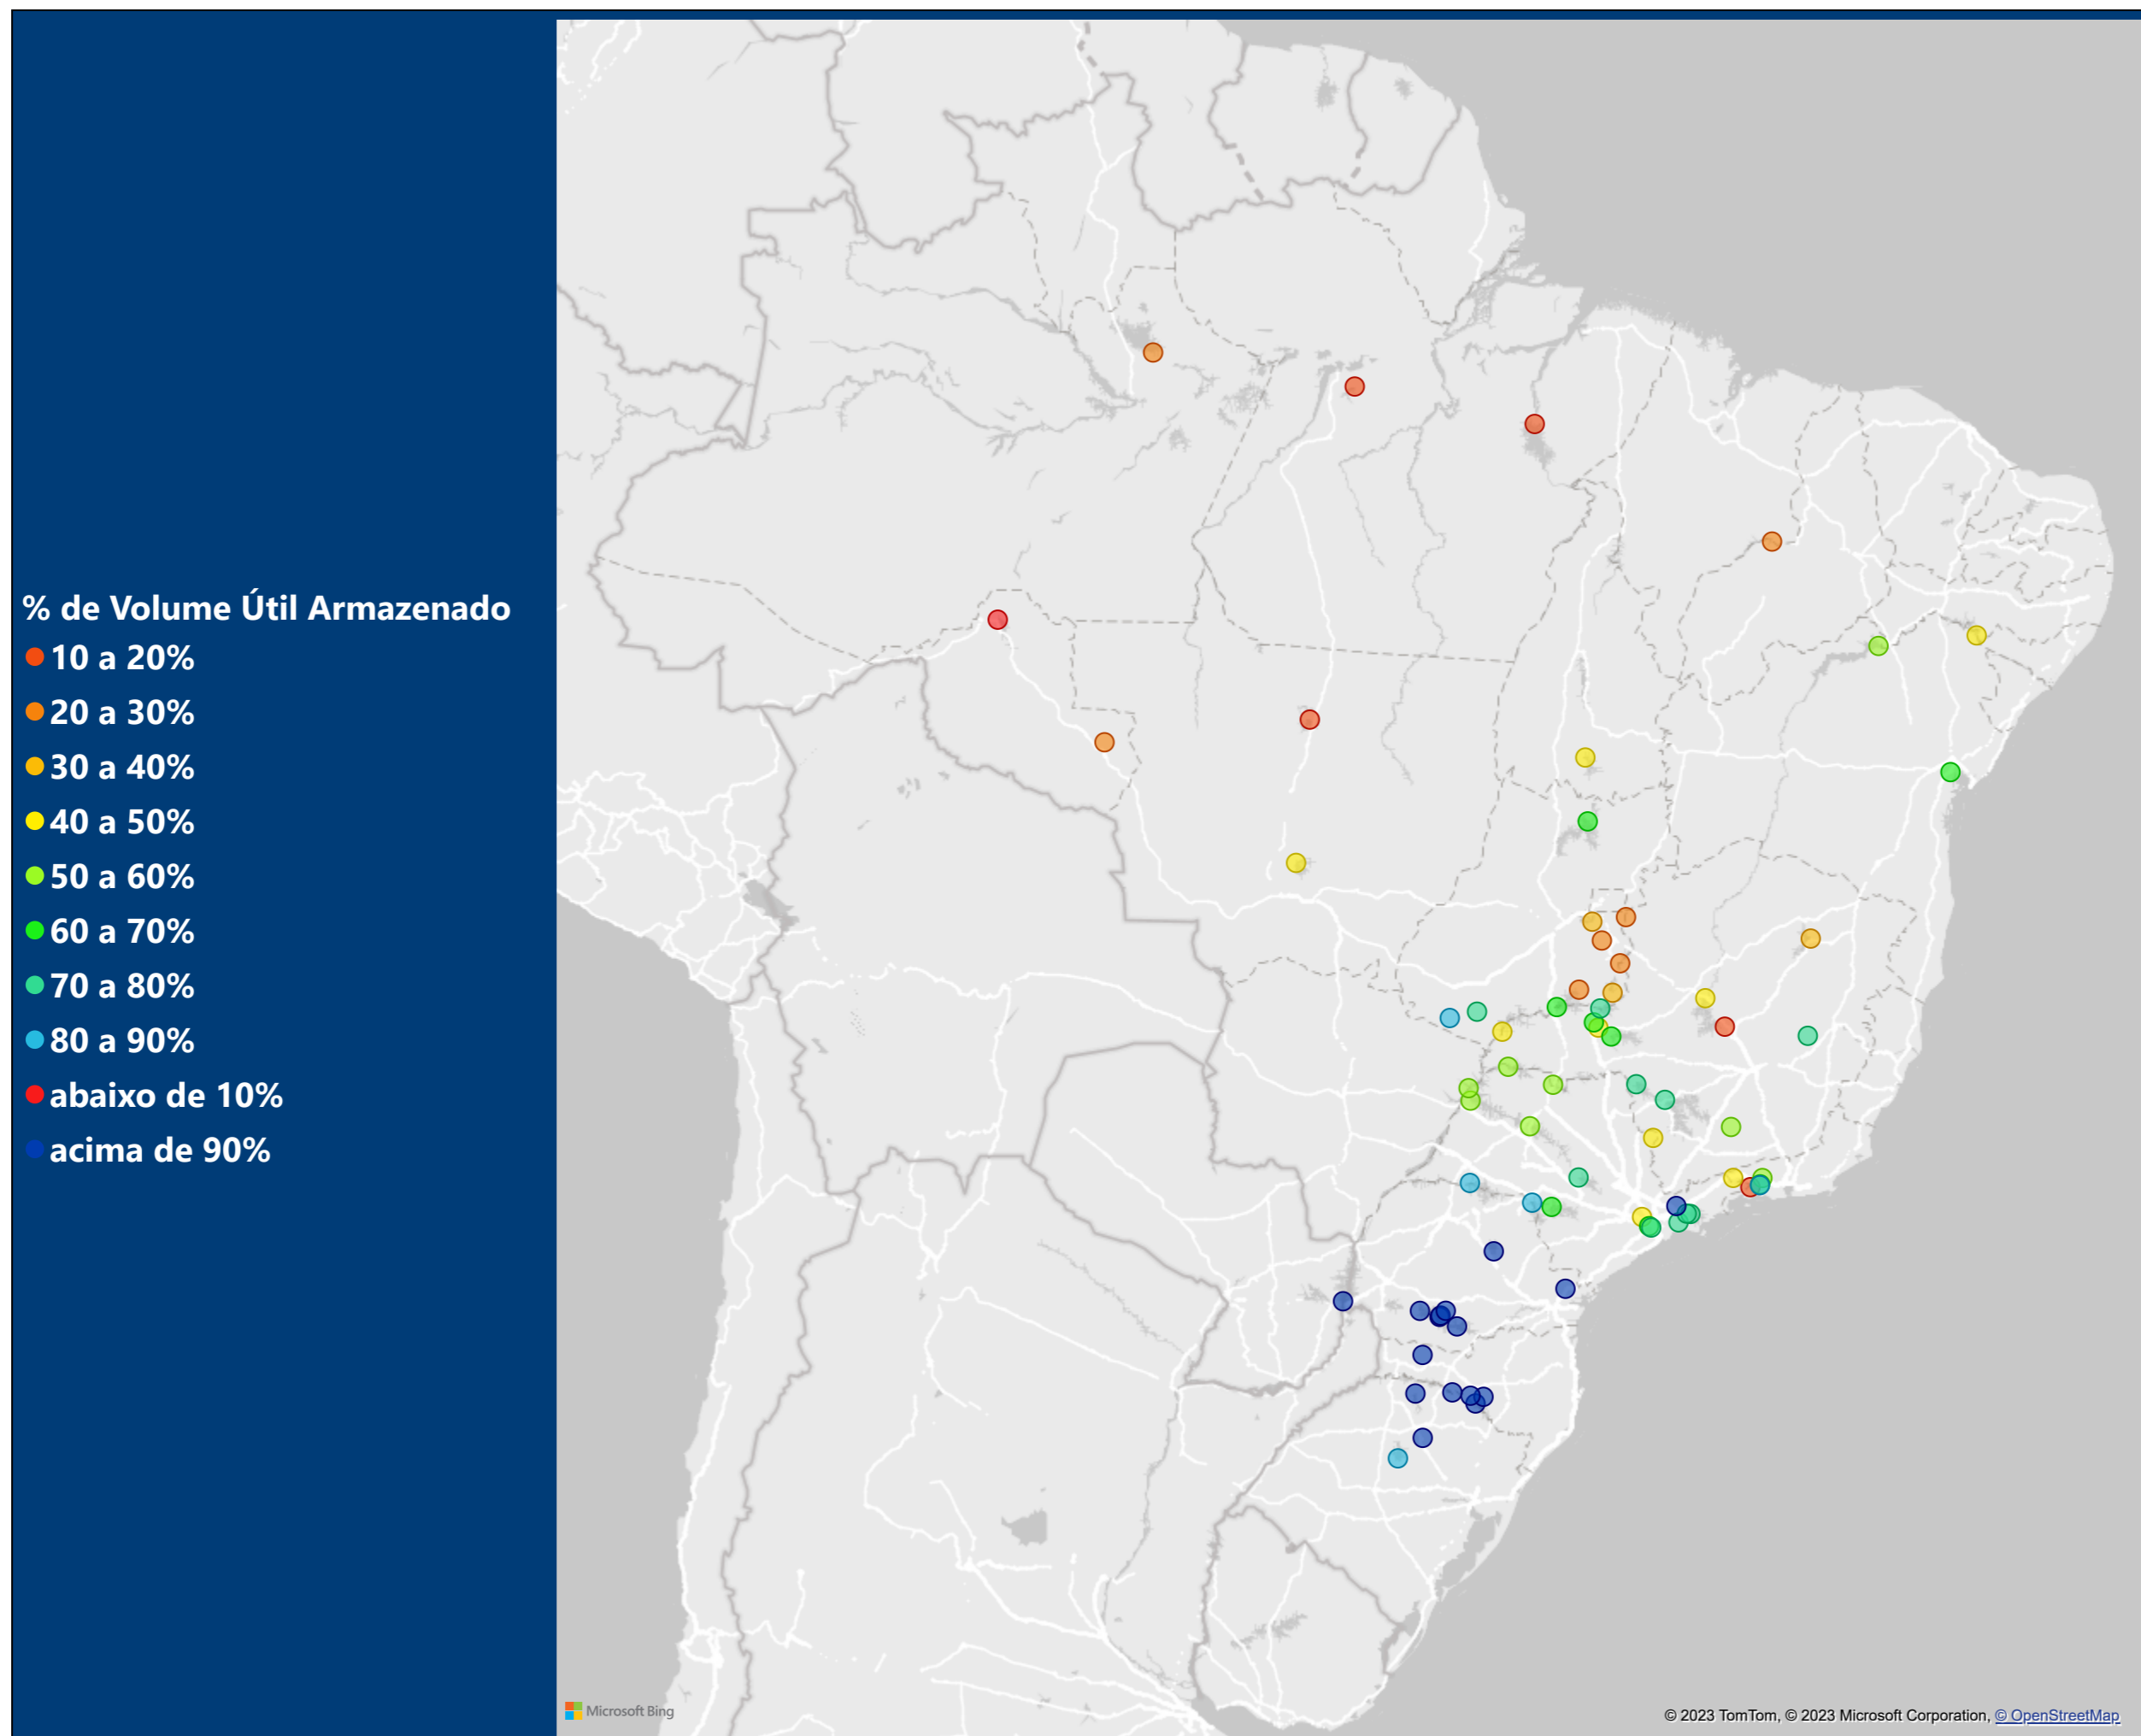 % de Volume Útil Armazenado
10 a 20%
20 a 30%
30 a 40%
40 a 50%
50 a 60%
60 a 70%
70 a 80%
80 a 90%
abaixo de 10%
acima de 90%
Microsoft Bing
© 2023 TomTom, © 2023 Microsoft Corporation, © OpenStreetMap